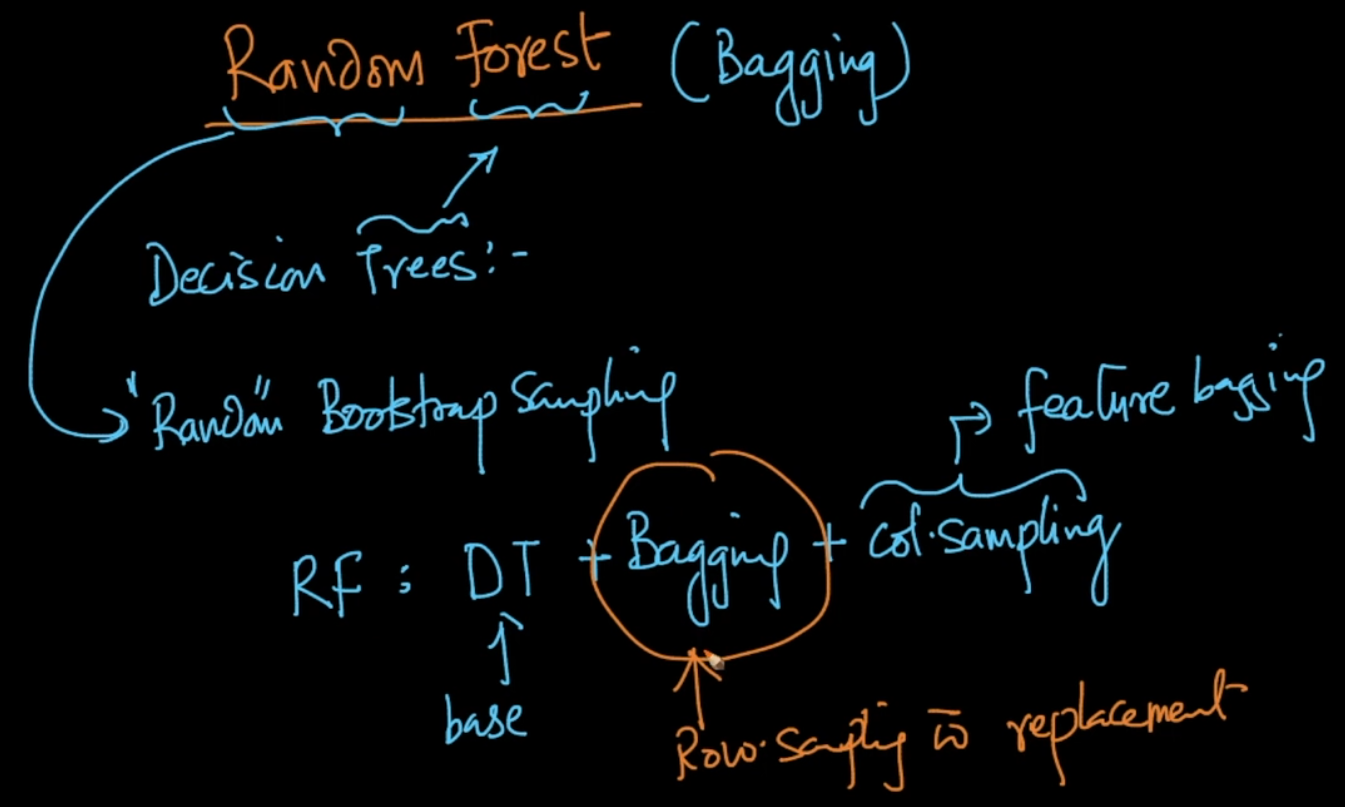 Random Forest (Bagging)
Decision Trees:-
"Random" Bootstrap Sampling
feature bagging
RF: DT + Bagging + col. sampling
base
Row. Sampling w̄ replacement